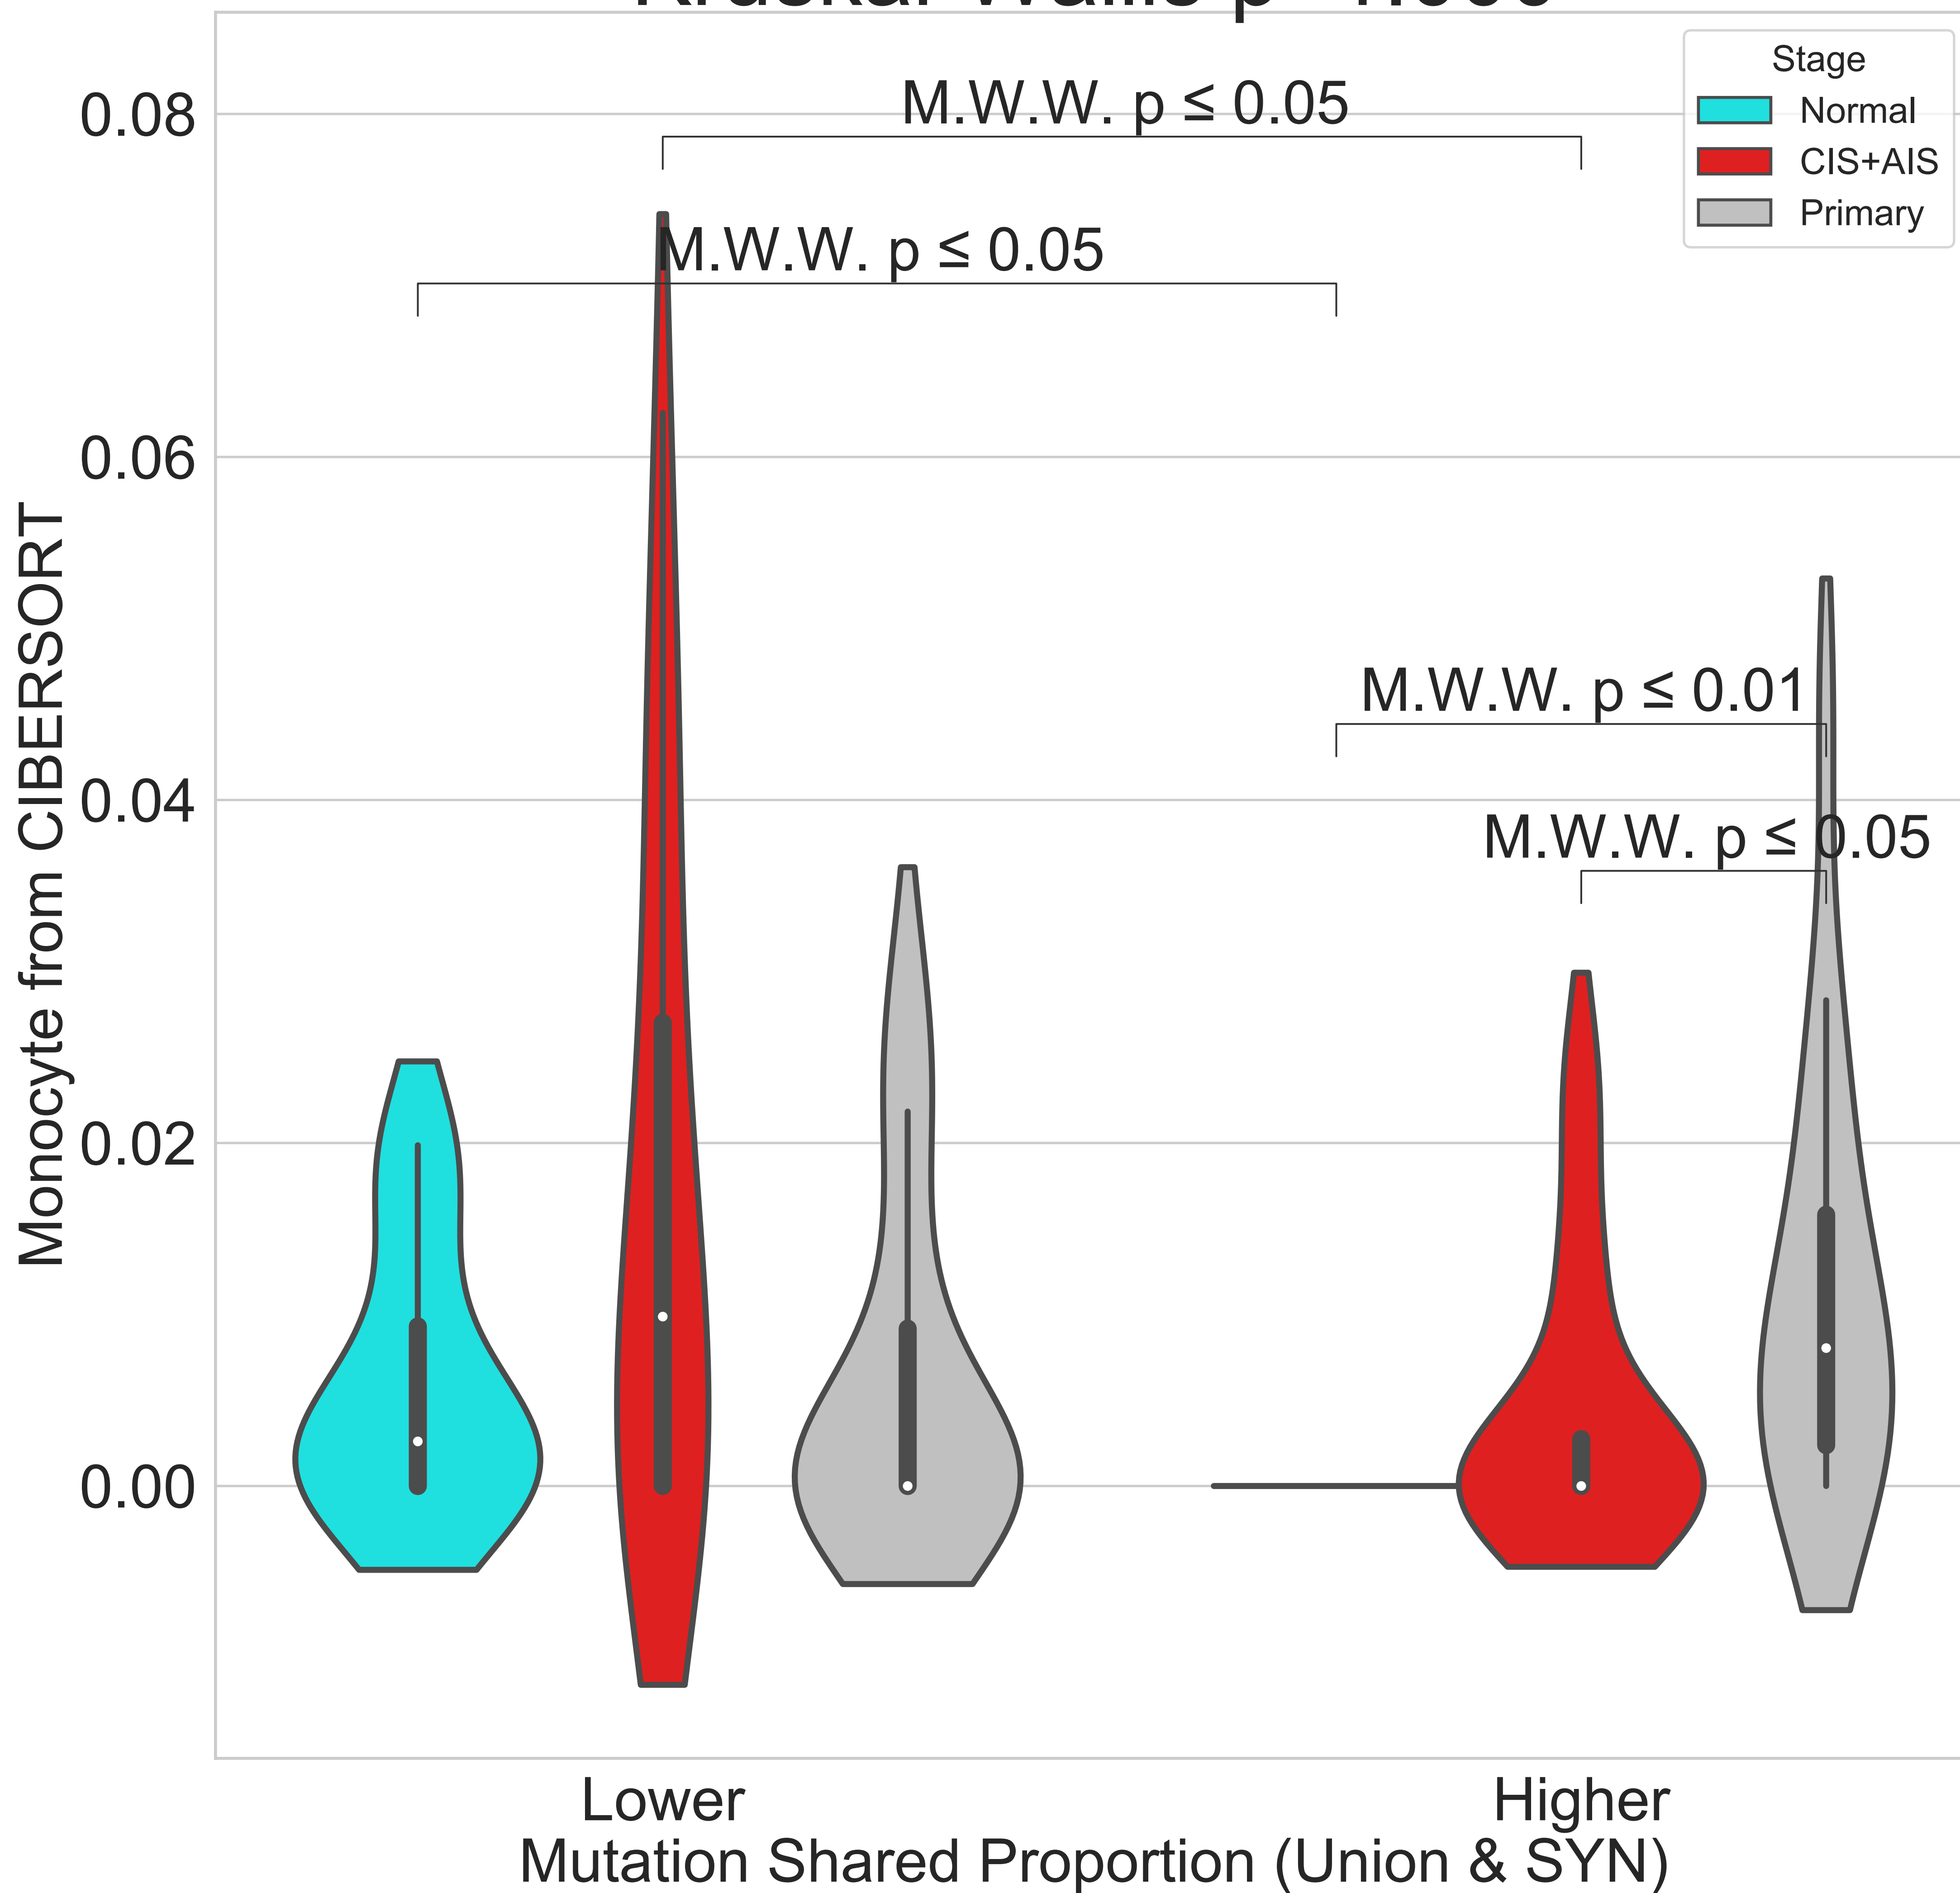 Stage
Normal
CIS+AIS
Primary
M.W.W. p ≤ 0.05
M.W.W. p ≤ 0.05
M.W.W. p ≤ 0.01
M.W.W. p ≤ 0.05
0.08
0.06
0.04
0.02
0.00
Monocyte from CIBERSORT
Lower
Higher
Mutation Shared Proportion (Union & SYN)